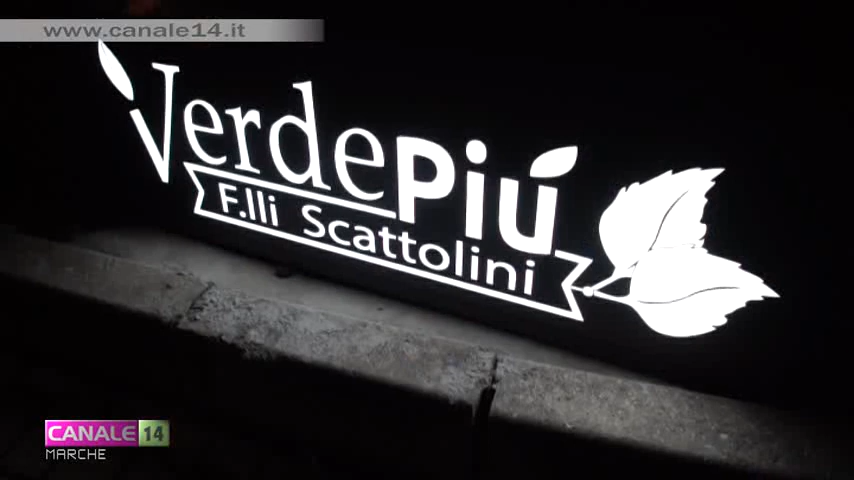 www.canale14.it
VerdePiú
F.lli Scattolini
CANALE 14
MARCHE